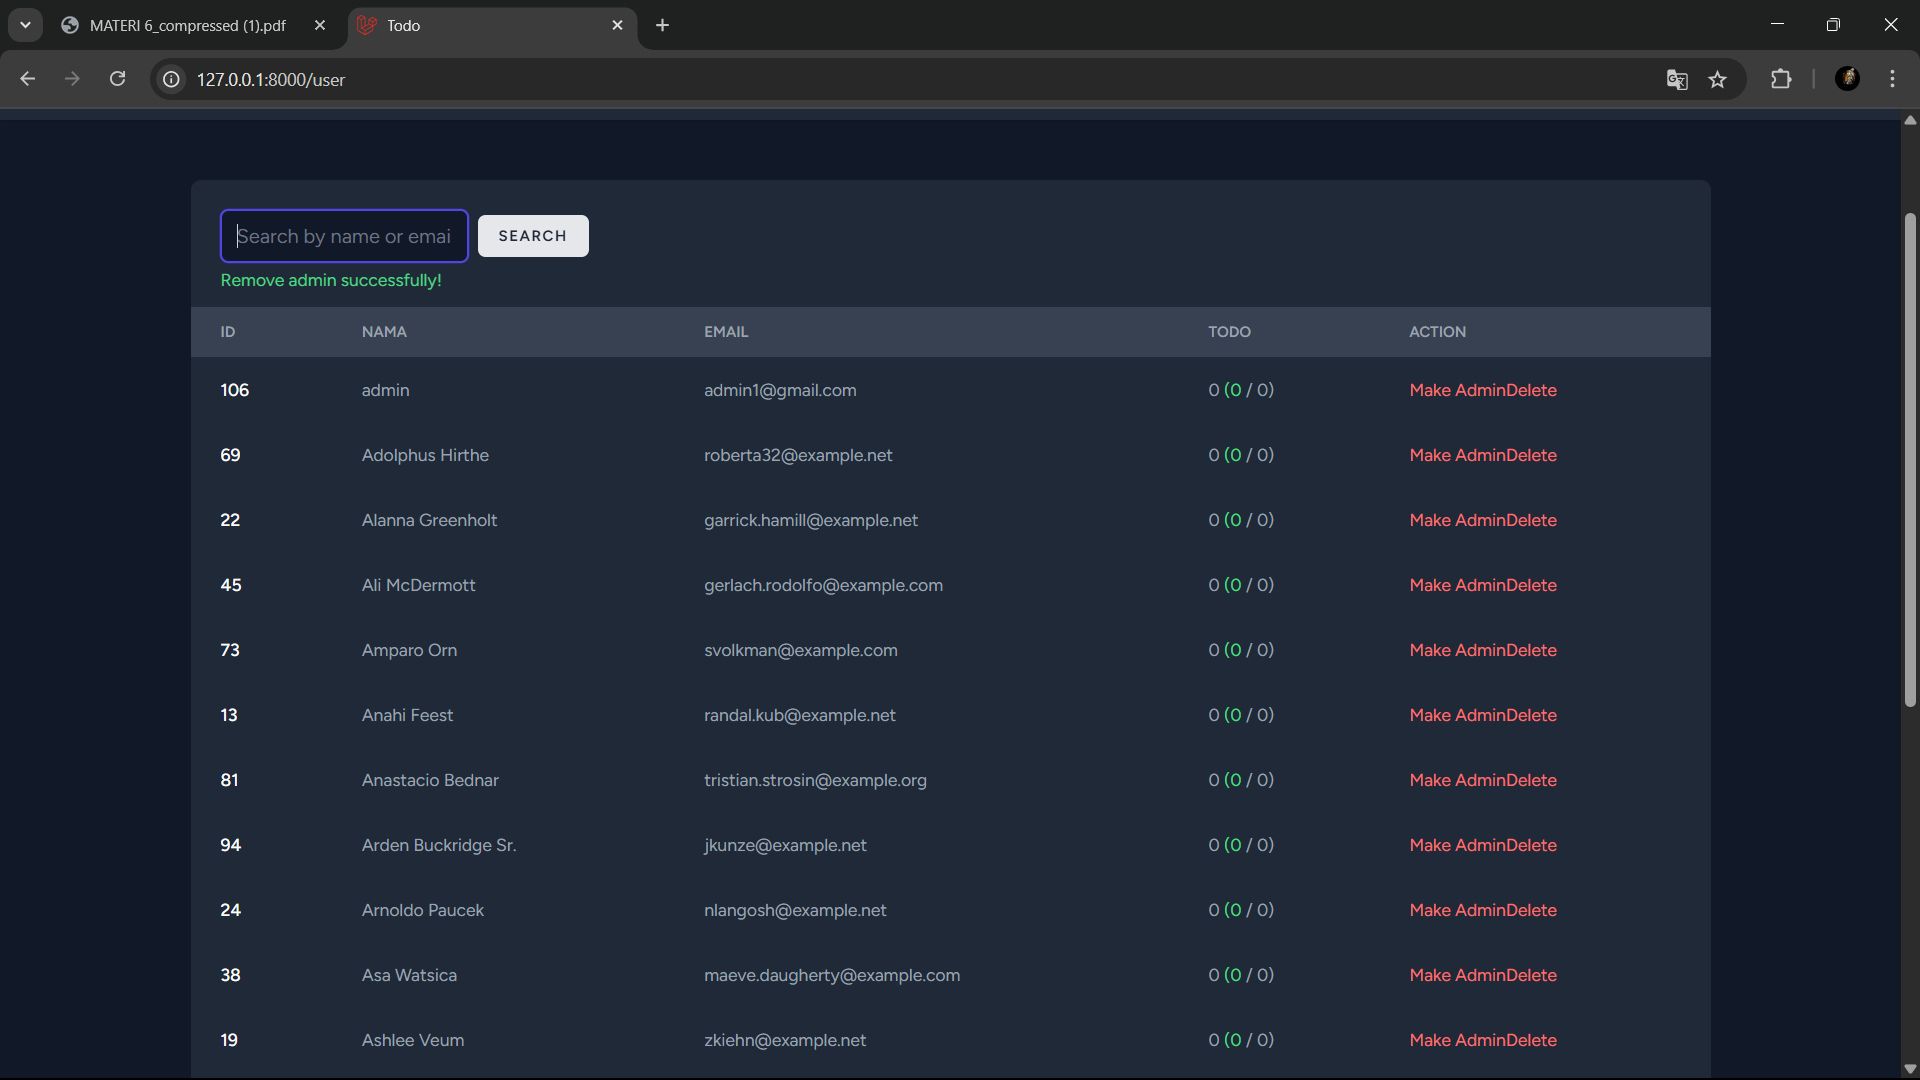 MATERI 6_compressed (1).pdf
Todo
127.0.0.1:8000/user
Search by name or emai
SEARCH
Remove admin successfully!
ID NAMA EMAIL TODO ACTION
106 admin admin1@gmail.com 0 (0 / 0) Make AdminDelete
69 Adolphus Hirthe roberta32@example.net 0 (0 / 0) Make AdminDelete
22 Alanna Greenholt garrick.hamill@example.net 0 (0 / 0) Make AdminDelete
45 Ali McDermott gerlach.rodolfo@example.com 0 (0 / 0) Make AdminDelete
73 Amparo Orn svolkman@example.com 0 (0 / 0) Make AdminDelete
13 Anahi Feest randal.kub@example.net 0 (0 / 0) Make AdminDelete
81 Anastacio Bednar tristian.strosin@example.org 0 (0 / 0) Make AdminDelete
94 Arden Buckridge Sr. jkunze@example.net 0 (0 / 0) Make AdminDelete
24 Arnoldo Paucek nlangosh@example.net 0 (0 / 0) Make AdminDelete
38 Asa Watsica maeve.daugherty@example.com 0 (0 / 0) Make AdminDelete
19 Ashlee Veum zkiehn@example.net 0 (0 / 0) Make AdminDelete